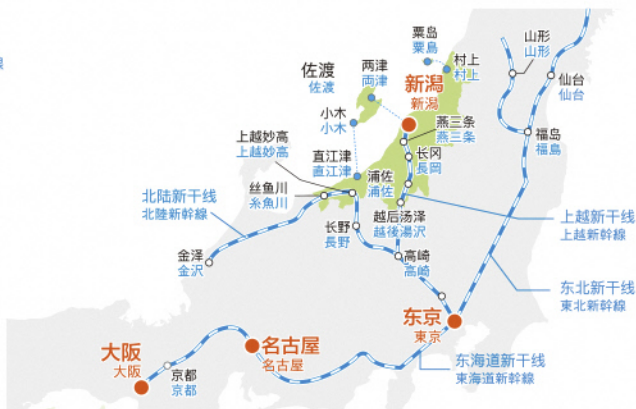 線
粟岛
粟島
村上
村上
山形
山形
佐渡
佐渡
两津
両津
新潟
新潟
仙台
仙台
小木
小木
燕三条
燕三条
福岛
福島
上越妙高
上越妙高
直江津
直江津
长冈
長岡
浦佐
浦佐
丝鱼川
糸魚川
北陆新干线
北陸新幹線
越后汤泽
越後湯沢
上越新干线
上越新幹線
长野
長野
金泽
金沢
高崎
高崎
东北新干线
東北新幹線
东京
東京
大阪
大阪
名古屋
名古屋
京都
京都
东海道新干线
東海道新幹線